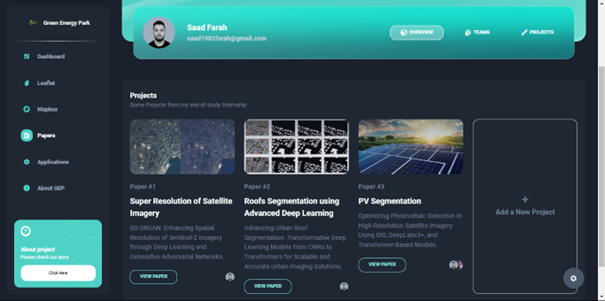 Green Energy Park
Dashboard
Leaflet
Mapbox
Papers
Applications
About GEP
About project
Please check our docs
Click Here
Saad Farah
saad1902farah@gmail.com
OVERVIEW
TEAMS
PROJECTS
Projects
Some Projects from my end-of-study Internship
Paper #1
Super Resolution of Satellite
Imagery
GS-SRGAN: Enhancing Spatial
Resolution of Sentinel-2 Imagery
through Deep Learning and
Generative Adversarial Networks.
VIEW PAPER
Paper #2
Roofs Segmentation using
Advanced Deep Learning
Advancing Urban Roof
Segmentation: Transformative Deep
Learning Models from CNNs to
Transformers for Scalable and
Accurate Urban Imaging Solutions.
VIEW PAPER
Paper #3
PV Segmentation
Optimizing Photovoltaic Detection in
High-Resolution Satellite Imagery
Using GIS, DeepLabv3+, and
Transformer-Based Models.
VIEW PAPER
+
Add a New Project